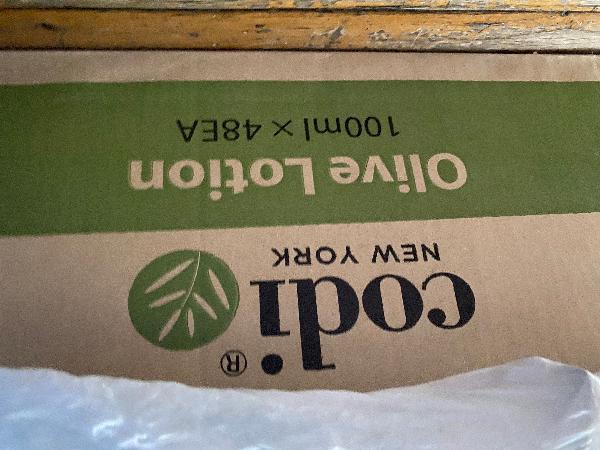 codi®
NEW YORK
Olive Lotion
100ml × 48EA